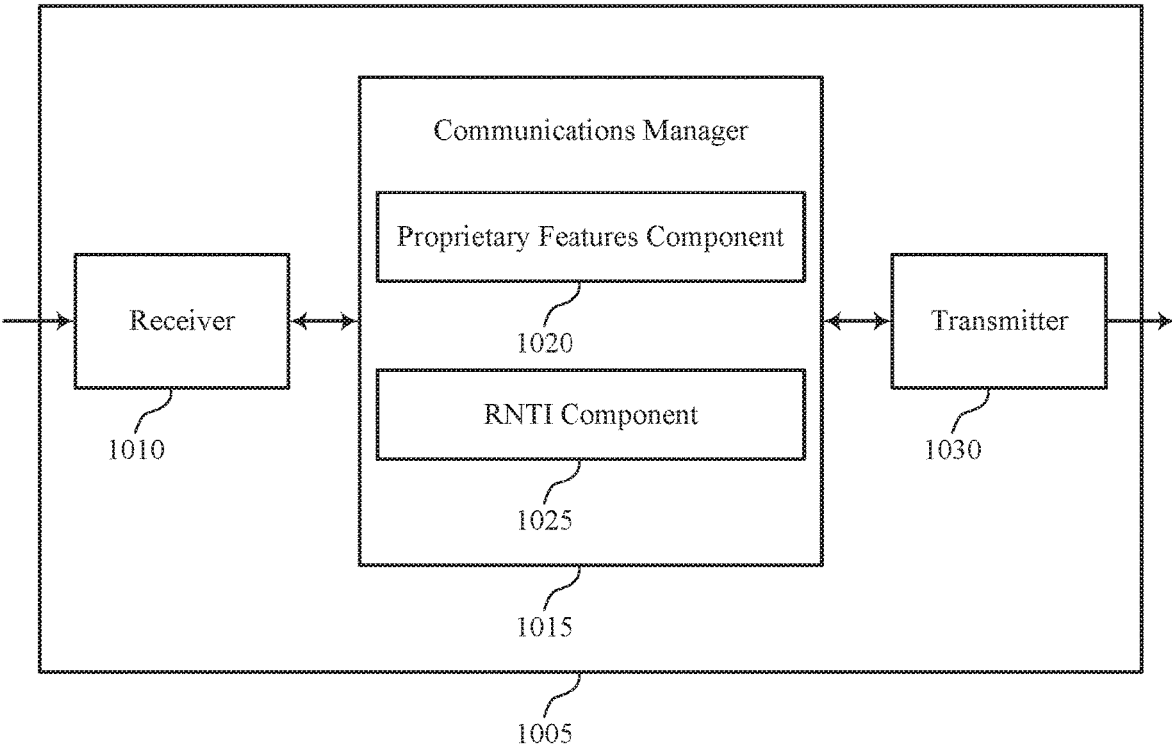 Communications Manager
Proprietary Features Component
1020
Receiver
1010
Transmitter
1030
RNTI Component
1025
1015
1005